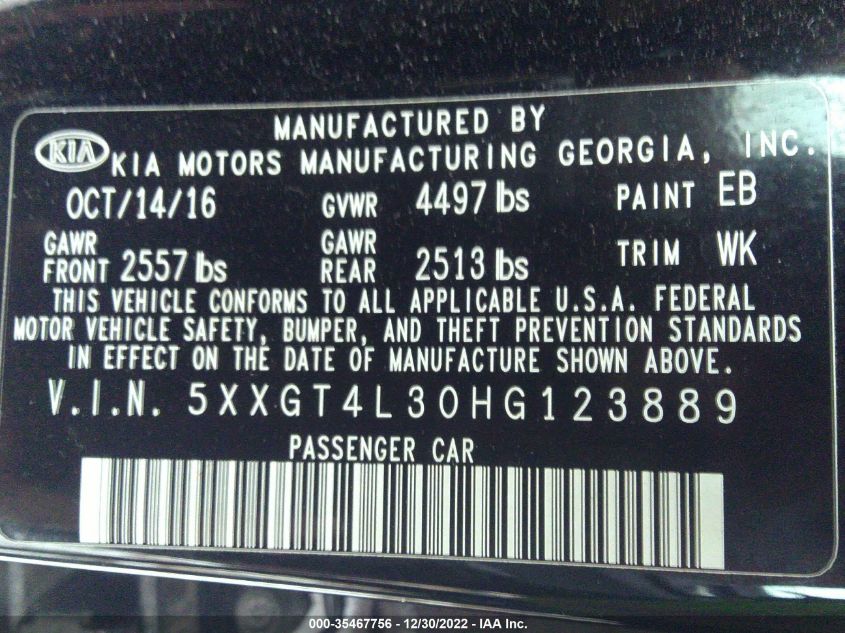 MANUFACTURED BY
KIA KIA MOTORS MANUFACTURING GEORGIA, INC.
OCT/14/16 GVWR 4497 lbs PAINT EB
GAWR FRONT 2557 lbs GAWR REAR 2513 lbs TRIM WK
THIS VEHICLE CONFORMS TO ALL APPLICABLE U.S.A. FEDERAL
MOTOR VEHICLE SAFETY, BUMPER, AND THEFT PREVENTION STANDARDS
IN EFFECT ON THE DATE OF MANUFACTURE SHOWN ABOVE.
V.I.N. 5XXGT4L30HG123889
PASSENGER CAR
000-35467756 - 12/30/2022 - IAA Inc.